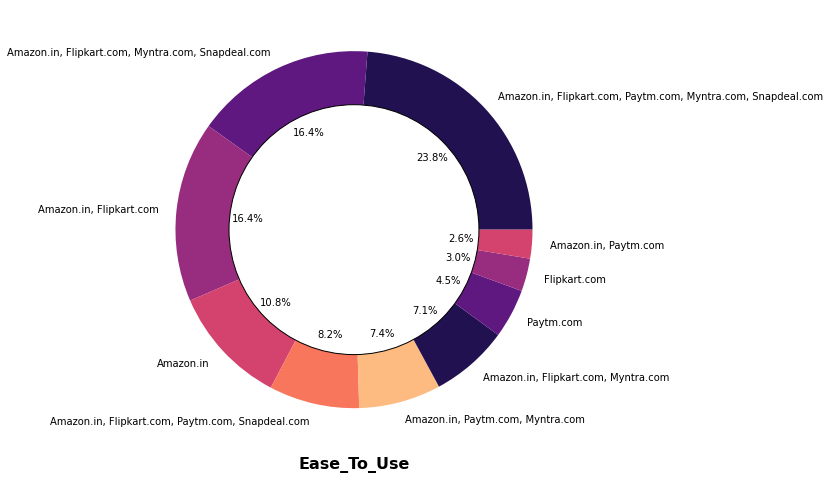 Amazon.in, Flipkart.com, Myntra.com, Snapdeal.com
Amazon.in, Flipkart.com, Paytm.com, Myntra.com, Snapdeal.com
16.4%
23.8%
Amazon.in, Flipkart.com
16.4%
2.6%
Amazon.in, Paytm.com
3.0%
Flipkart.com
4.5%
10.8%
7.1%
Paytm.com
8.2%
7.4%
Amazon.in
Amazon.in, Flipkart.com, Myntra.com
Amazon.in, Flipkart.com, Paytm.com, Snapdeal.com
Amazon.in, Paytm.com, Myntra.com
Ease_To_Use